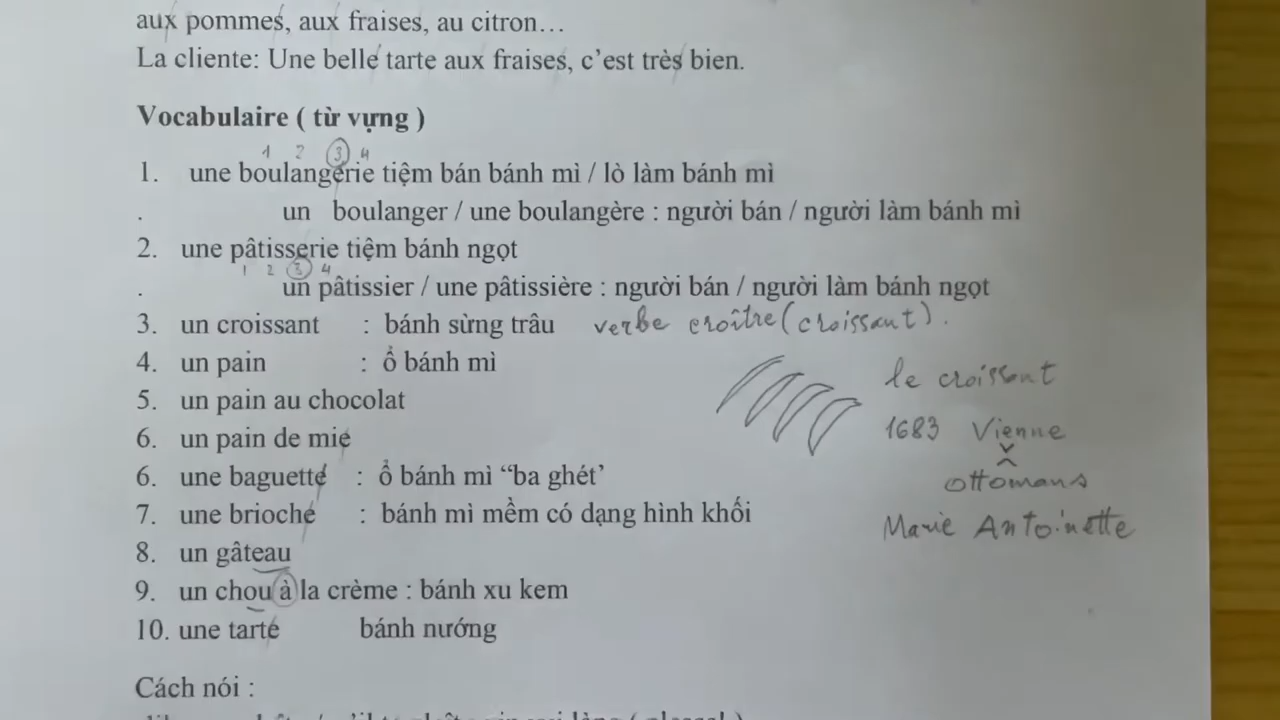 aux pommes, aux fraises, au citron…
La cliente: Une belle tarte aux fraises, c’est très bien.
Vocabulaire ( từ vựng )
1 2 3 4
1. une boulangerie tiệm bán bánh mì / lò làm bánh mì
. un boulanger / une boulangère : người bán / người làm bánh mì
2. une pâtisserie tiệm bánh ngọt
1 2 3 4
. un pâtissier / une pâtissière : người bán / người làm bánh ngọt
3. un croissant : bánh sừng trâu verbe croître (croissant).
4. un pain : ổ bánh mì
le croissant
5. un pain au chocolat
1683 Vienne
6. un pain de mie
6. une baguette : ổ bánh mì “ba ghét’
ottomans
7. une brioche : bánh mì mềm có dạng hình khối
Marie Antoinette
8. un gâteau
9. un chou à la crème : bánh xu kem
10. une tarte bánh nướng
Cách nói :